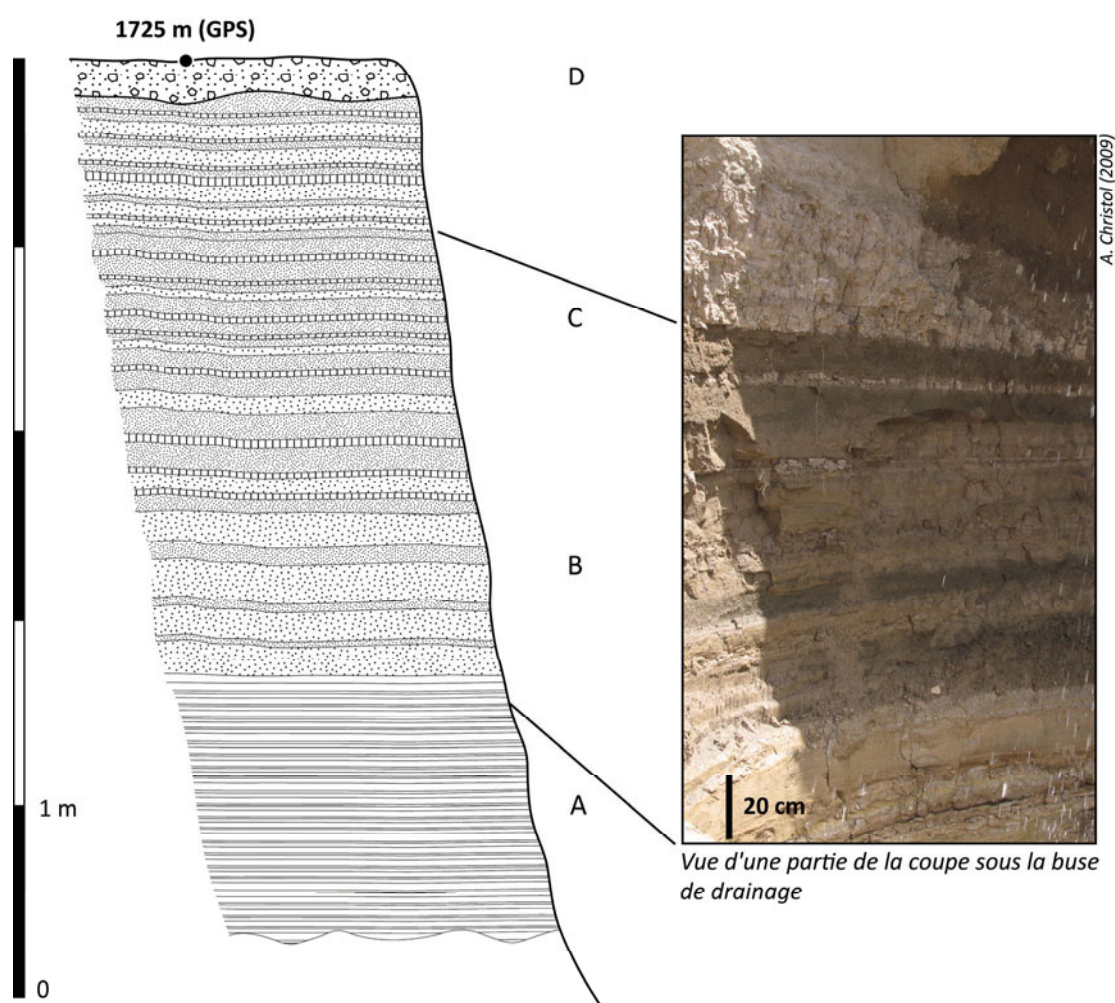 1725 m (GPS)
D
C
B
A
1 m
0
A. Christol (2009)
20 cm
Vue d'une partie de la coupe sous la buse
de drainage